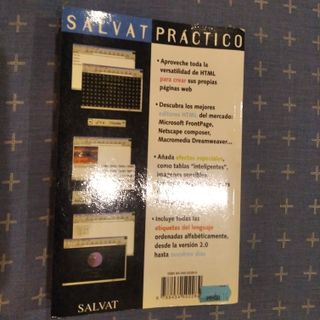 SALVAT PRÁCTICO
• Aproveche toda la
versatilidad de HTML
para crear sus propias
páginas web
• Descubra los mejores
editores HTML del mercado:
Microsoft FrontPage,
Netscape composer,
Macromedia Dreamweaver...
• Añada efectos especiales,
como tablas "inteligentes",
imágenes sensibles
• Incluye todas las
etiquetas del lenguaje
ordenadas alfabéticamente,
desde la versión 2.0
hasta nuestros días
SALVAT